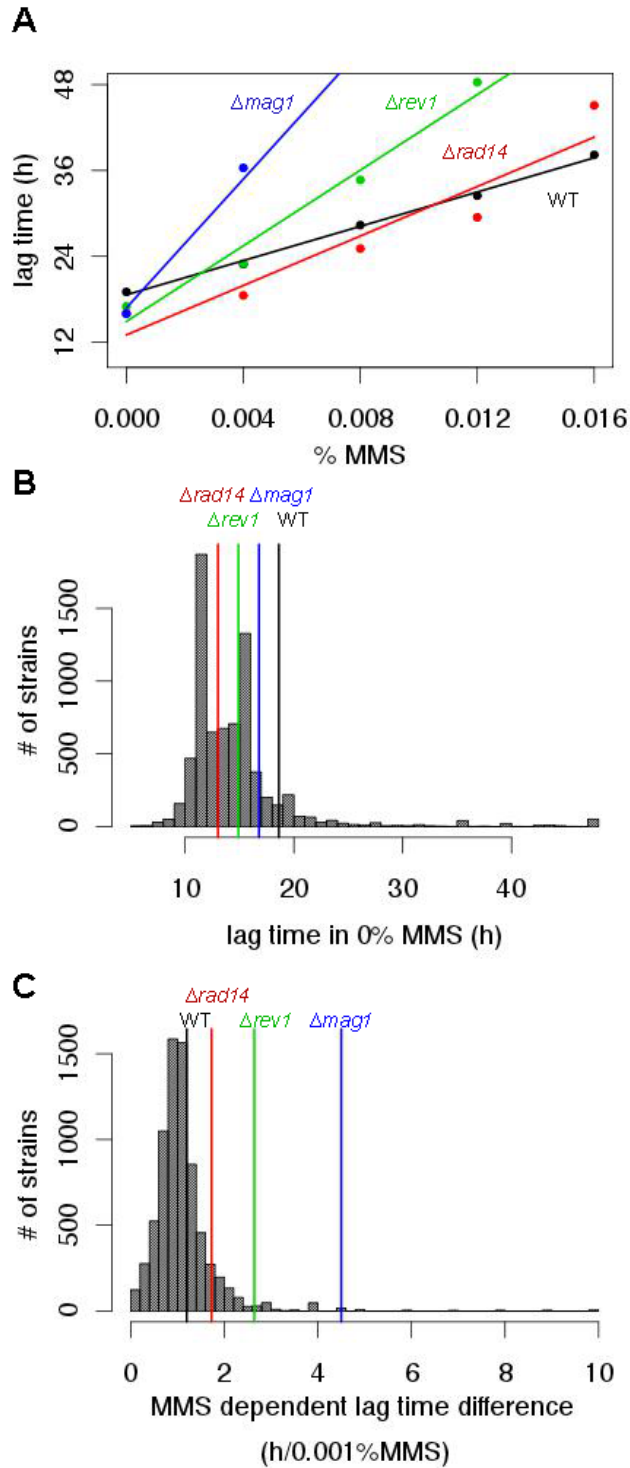 A
48
36
24
12
lag time (h)
Δmag1
Δrev1
Δrad14
WT
0.000 0.004 0.008 0.012 0.016
% MMS
B
Δrad14 Δmag1
Δrev1 WT
1500
1000
500
0
# of strains
10 20 30 40
lag time in 0% MMS (h)
C
Δrad14
WT Δrev1 Δmag1
1500
1000
500
0
# of strains
0 2 4 6 8 10
MMS dependent lag time difference
(h/0.001%MMS)